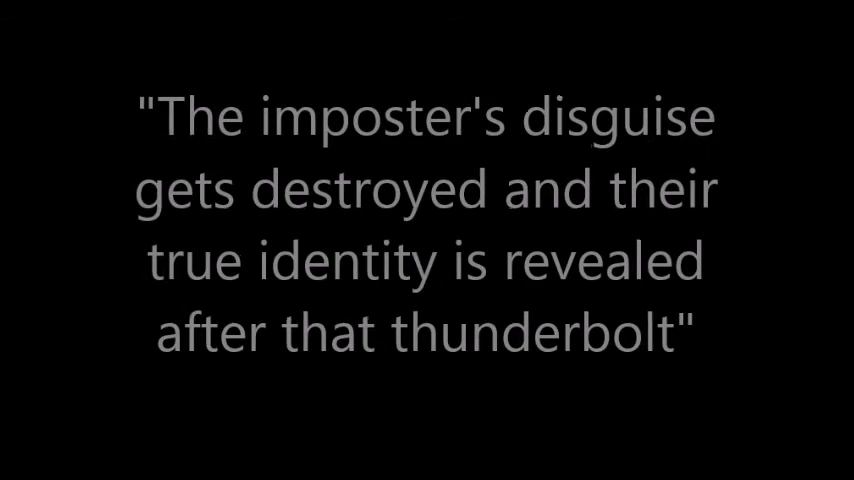 "The imposter's disguise
gets destroyed and their
true identity is revealed
after that thunderbolt"